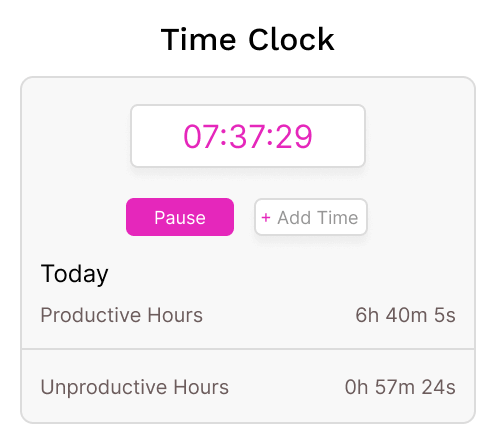 Time Clock
07:37:29
Pause
+ Add Time
Today
Productive Hours 6h 40m 5s
Unproductive Hours 0h 57m 24s